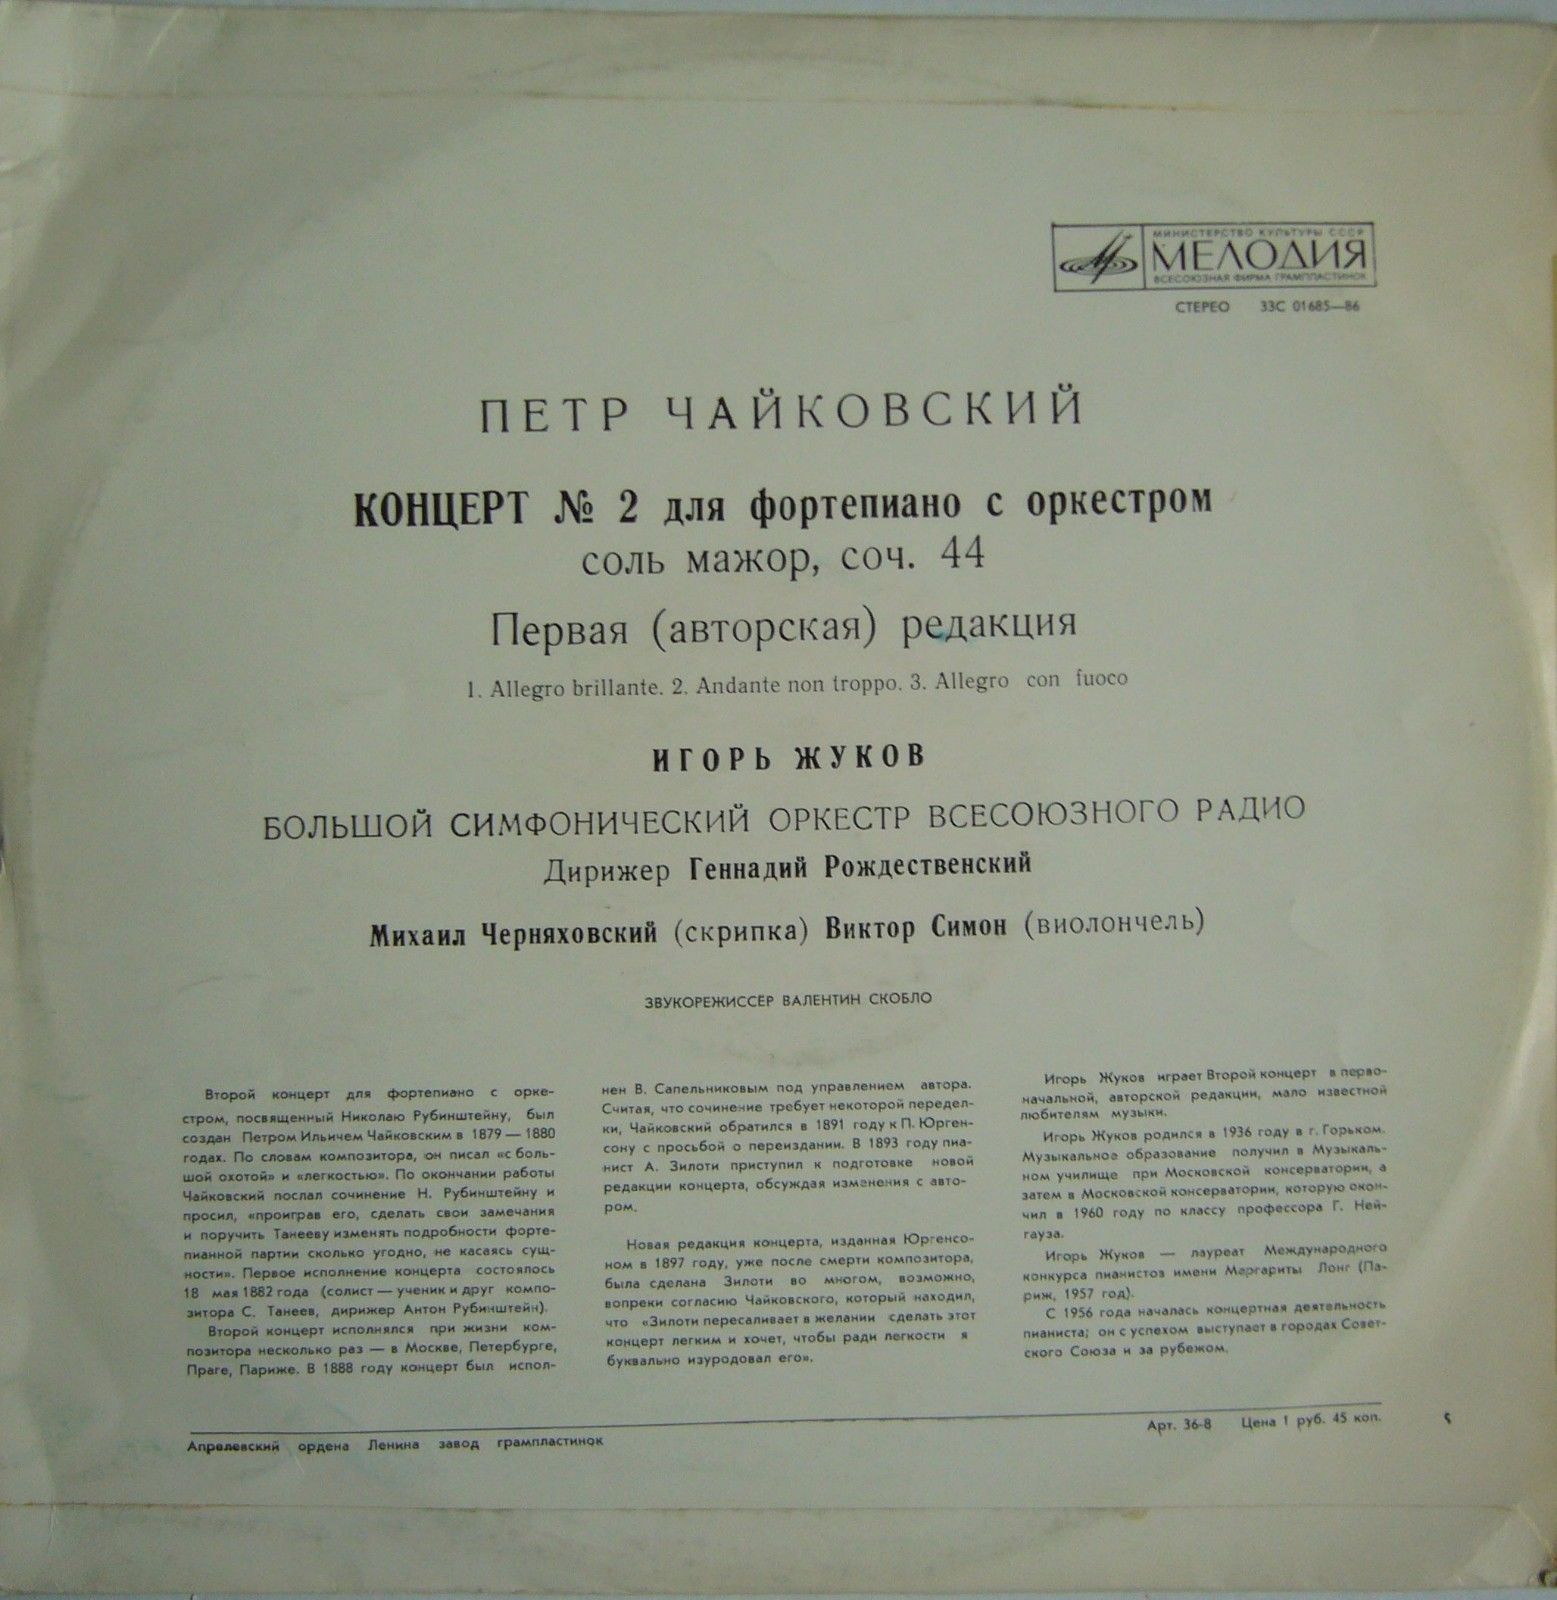 МИНИСТЕРСТВО КУЛЬТУРЫ СССР
МЕЛОДИЯ
ВСЕСОЮЗНАЯ ФИРМА ГРАМПЛАСТИНОК
СТЕРЕО 33С 01685—86
ПЕТР ЧАЙКОВСКИЙ
КОНЦЕРТ № 2 для фортепиано с оркестром
соль мажор, соч. 44
Первая (авторская) редакция
1. Allegro brillante. 2. Andante non troppo. 3. Allegro con fuoco
ИГОРЬ ЖУКОВ
БОЛЬШОЙ СИМФОНИЧЕСКИЙ ОРКЕСТР ВСЕСОЮЗНОГО РАДИО
Дирижер Геннадий Рождественский
Михаил Черняховский (скрипка) Виктор Симон (виолончель)
ЗВУКОРЕЖИССЕР ВАЛЕНТИН СКОБЛО
Второй концерт для фортепиано с орке-
стром, посвященный Николаю Рубинштейну, был
создан Петром Ильичем Чайковским в 1879 — 1880
годах. По словам композитора, он писал «с боль-
шой охотой» и «легкостью». По окончании работы
Чайковский послал сочинение Н. Рубинштейну и
просил, «проиграв его, сделать свои замечания
и поручить Танееву изменять подробности форте-
пианной партии сколько угодно, не касаясь сущ-
ности». Первое исполнение концерта состоялось
18 мая 1882 года (солист — ученик и друг компо-
зитора С. Танеев, дирижер Антон Рубинштейн).
Второй концерт исполнялся при жизни ком-
позитора несколько раз — в Москве, Петербурге,
Праге, Париже. В 1888 году концерт был испол-
нен В. Сапельниковым под управлением автора.
Считая, что сочинение требует некоторой передел-
ки, Чайковский обратился в 1891 году к П. Юрген-
сону с просьбой о переиздании. В 1893 году пиа-
нист А. Зилоти приступил к подготовке новой
редакции концерта, обсуждая изменения с авто-
ром.
Новая редакция концерта, изданная Юргенсо-
ном в 1897 году, уже после смерти композитора,
была сделана Зилоти во многом, возможно,
вопреки согласию Чайковского, который находил,
что «Зилоти пересаливает в желании сделать этот
концерт легким и хочет, чтобы ради легкости я
буквально изуродовал его».
Игорь Жуков играет Второй концерт в перво-
начальной, авторской редакции, мало известной
любителям музыки.
Игорь Жуков родился в 1936 году в г. Горьком.
Музыкальное образование получил в Музыкаль-
ном училище при Московской консерватории, а
затем в Московской консерватории, которую окон-
чил в 1960 году по классу профессора Г. Ней-
гауза.
Игорь Жуков — лауреат Международного
конкурса пианистов имени Маргариты Лонг (Па-
риж, 1957 год).
С 1956 года началась концертная деятельность
пианиста; он с успехом выступает в городах Совет-
ского Союза и за рубежом.
Апрелевский ордена Ленина завод грампластинок
Арт. 36-8 Цена 1 руб. 45 коп.